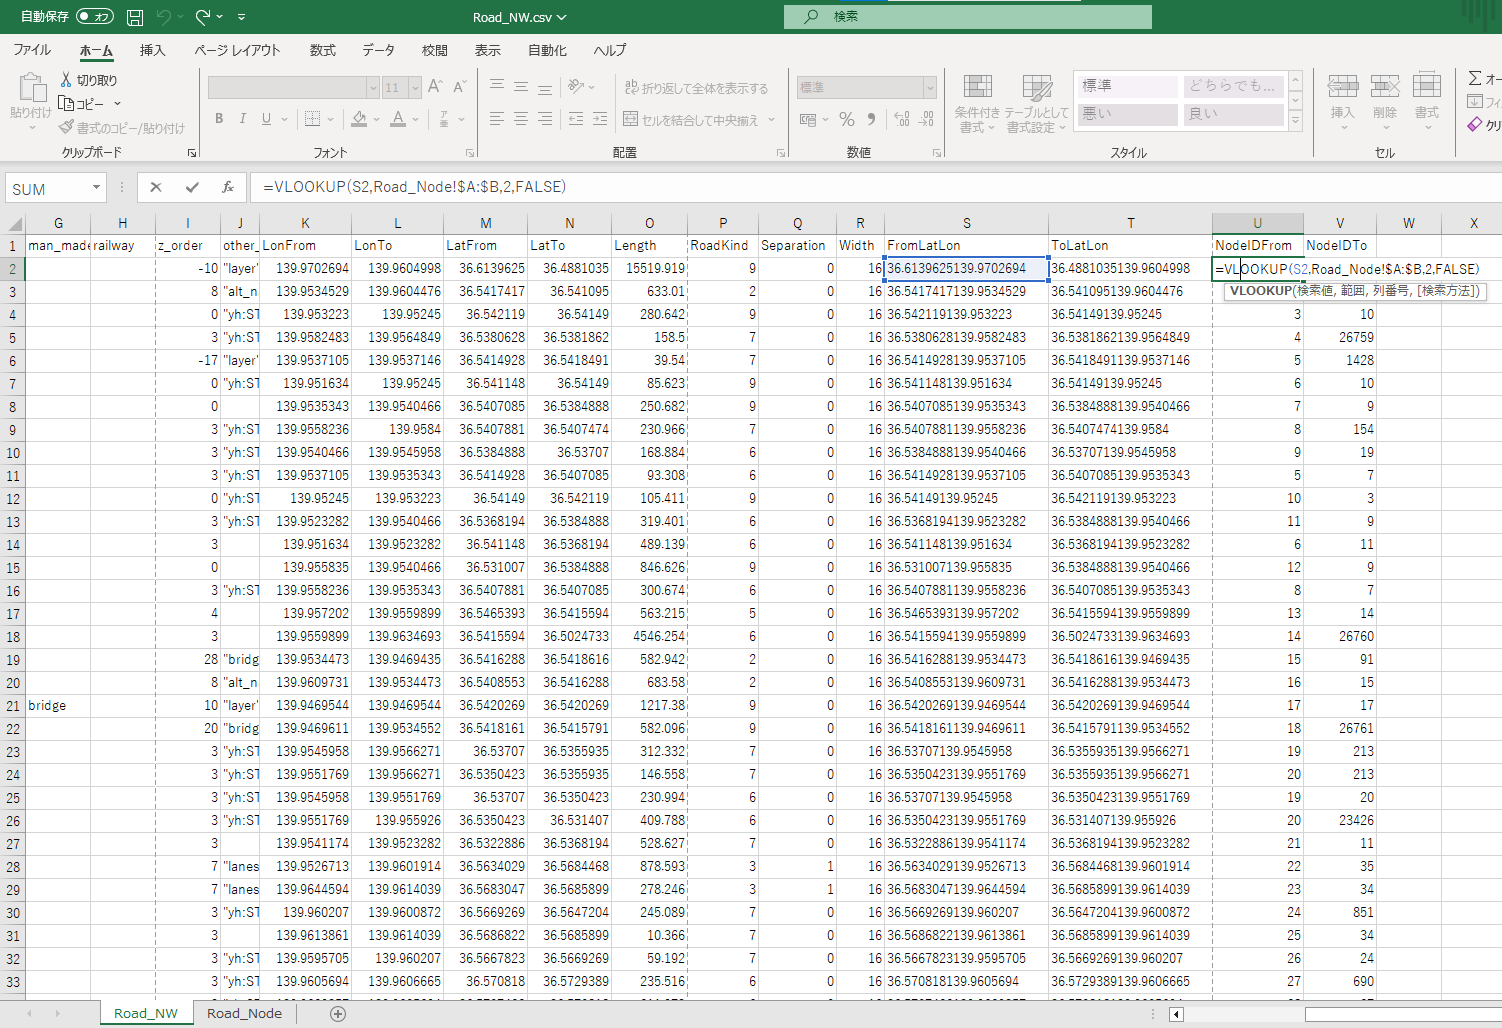 自動保存 オフ Road_NW.csv 検索
ファイル ホーム 挿入 ページ レイアウト 数式 データ 校閲 表示 自動化 ヘルプ
貼り付け 切り取り コピー 書式のコピー/貼り付け クリップボード
11 B I U フォント
折り返して全体を表示する セルを結合して中央揃え 配置
標準 数値
条件付き書式 テーブルとして書式設定 標準 どちらでも... 悪い 良い スタイル
挿入 削除 書式 セル
SUM =VLOOKUP(S2,Road_Node!$A:$B,2,FALSE)
G H I J K L M N O P Q R S T U V W X
1 man_made railway z_order other_ LonFrom LonTo LatFrom LatTo Length RoadKind Separation Width FromLatLon ToLatLon NodeIDFrom NodeIDTo
2 -10 "layer" 139.9702694 139.9604998 36.6139625 36.4881035 15519.919 9 0 16 36.6139625139.9702694 36.4881035139.9604998 =VLOOKUP(S2,Road_Node!$A:$B,2,FALSE)
3 8 "alt_n 139.9534529 139.9604476 36.5417417 36.541095 633.01 2 0 16 36.5417417139.9534529 36.541095139.9604476 VLOOKUP(検索値, 範囲, 列番号, [検索方法])
4 0 "yh:ST 139.953223 139.95245 36.542119 36.54149 280.642 9 0 16 36.542119139.953223 36.54149139.95245 3 10
5 3 "yh:ST 139.9582483 139.9564849 36.5380628 36.5381862 158.5 7 0 16 36.5380628139.9582483 36.5381862139.9564849 4 26759
6 -17 "layer" 139.9537105 139.9537146 36.5414928 36.5418491 39.54 7 0 16 36.5414928139.9537105 36.5418491139.9537146 5 1428
7 0 "yh:ST 139.951634 139.95245 36.541148 36.54149 85.623 9 0 16 36.541148139.951634 36.54149139.95245 6 10
8 0 139.9535343 139.9540466 36.5407085 36.5384888 250.682 9 0 16 36.5407085139.9535343 36.5384888139.9540466 7 9
9 3 "yh:ST 139.9558236 139.9584 36.5407881 36.5407474 230.966 7 0 16 36.5407881139.9558236 36.5407474139.9584 8 154
10 3 "yh:ST 139.9540466 139.9545958 36.5384888 36.53707 168.884 6 0 16 36.5384888139.9540466 36.53707139.9545958 9 19
11 3 "yh:ST 139.9537105 139.9535343 36.5414928 36.5407085 93.308 6 0 16 36.5414928139.9537105 36.5407085139.9535343 5 7
12 0 "yh:ST 139.95245 139.953223 36.54149 36.542119 105.411 9 0 16 36.54149139.95245 36.542119139.953223 10 3
13 3 "yh:ST 139.9523282 139.9540466 36.5368194 36.5384888 319.401 6 0 16 36.5368194139.9523282 36.5384888139.9540466 11 9
14 3 139.951634 139.9523282 36.541148 36.5368194 489.139 6 0 16 36.541148139.951634 36.5368194139.9523282 6 11
15 0 139.955835 139.9540466 36.531007 36.5384888 846.626 9 0 16 36.531007139.955835 36.5384888139.9540466 12 9
16 3 "yh:ST 139.9558236 139.9535343 36.5407881 36.5407085 300.674 6 0 16 36.5407881139.9558236 36.5407085139.9535343 8 7
17 4 139.957202 139.9559899 36.5465393 36.5415594 563.215 5 0 16 36.5465393139.957202 36.5415594139.9559899 13 14
18 3 139.9559899 139.9634693 36.5415594 36.5024733 4546.254 6 0 16 36.5415594139.9559899 36.5024733139.9634693 14 26760
19 28 "bridg 139.9534473 139.9469435 36.5416288 36.5418616 582.942 2 0 16 36.5416288139.9534473 36.5418616139.9469435 15 91
20 8 "alt_n 139.9609731 139.9534473 36.5408553 36.5416288 683.58 2 0 16 36.5408553139.9609731 36.5416288139.9534473 16 15
21 bridge 10 "layer" 139.9469544 139.9469544 36.5420269 36.5420269 1217.38 9 0 16 36.5420269139.9469544 36.5420269139.9469544 17 17
22 20 "bridg 139.9469611 139.9534552 36.5418161 36.5415791 582.096 9 0 16 36.5418161139.9469611 36.5415791139.9534552 18 26761
23 3 "yh:ST 139.9545958 139.9566271 36.53707 36.5355935 312.332 7 0 16 36.53707139.9545958 36.5355935139.9566271 19 213
24 3 "yh:ST 139.9551769 139.9566271 36.5350423 36.5355935 146.558 7 0 16 36.5350423139.9551769 36.5355935139.9566271 20 213
25 3 "yh:ST 139.9545958 139.9551769 36.53707 36.5350423 230.994 6 0 16 36.53707139.9545958 36.5350423139.9551769 19 20
26 3 "yh:ST 139.9551769 139.955926 36.5350423 36.531407 409.788 6 0 16 36.5350423139.9551769 36.531407139.955926 20 23426
27 3 139.9541174 139.9523282 36.5322886 36.5368194 528.627 7 0 16 36.5322886139.9541174 36.5368194139.9523282 21 11
28 7 "lanes 139.9526713 139.9601914 36.5634029 36.5684468 878.593 3 1 16 36.5634029139.9526713 36.5684468139.9601914 22 35
29 7 "lanes 139.9644594 139.9614039 36.5683047 36.5685899 278.246 3 1 16 36.5683047139.9644594 36.5685899139.9614039 23 34
30 3 "yh:ST 139.960207 139.9600872 36.5669269 36.5647204 245.089 7 0 16 36.5669269139.960207 36.5647204139.9600872 24 851
31 3 139.9613861 139.9614039 36.5686822 36.5685899 10.366 7 0 16 36.5686822139.9613861 36.5685899139.9614039 25 34
32 3 "yh:ST 139.9595705 139.960207 36.5667823 36.5669269 59.192 7 0 16 36.5667823139.9595705 36.5669269139.960207 26 24
33 3 "yh:ST 139.9605694 139.9606665 36.570818 36.5729389 235.516 6 0 16 36.570818139.9605694 36.5729389139.9606665 27 690
Road_NW Road_Node